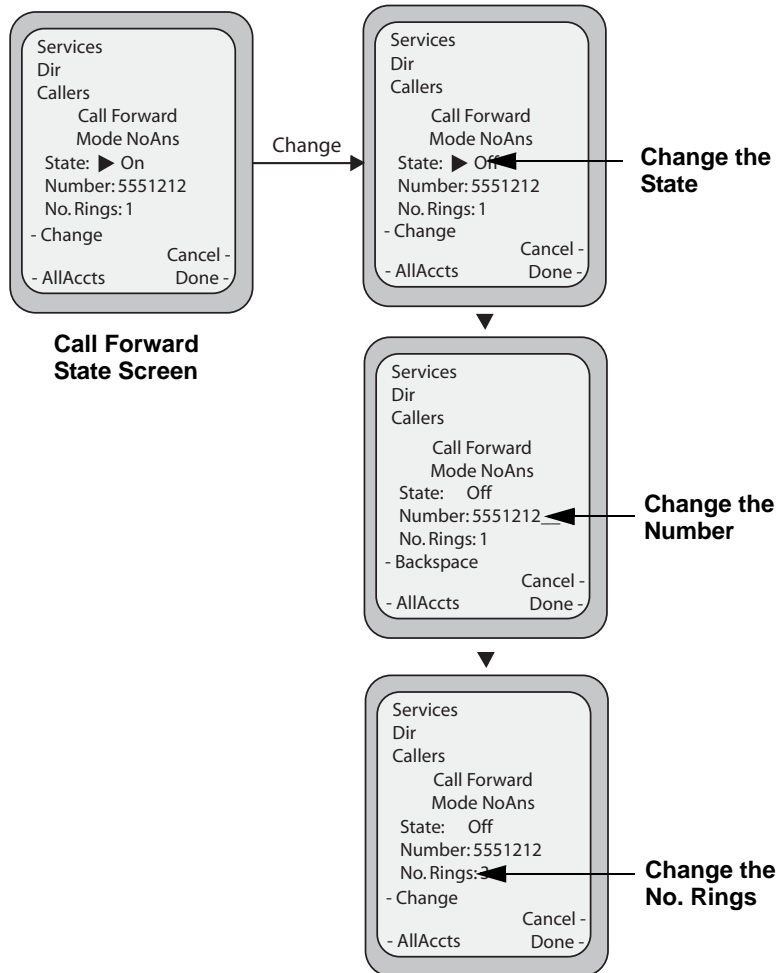 Services
Dir
Callers
Call Forward
Mode NoAns
State: ▶ On
Number: 5551212
No. Rings: 1
- Change
Cancel -
- AllAccts Done -
Call Forward
State Screen
Change
Services
Dir
Callers
Call Forward
Mode NoAns
State: ▶ Off
Number: 5551212
No. Rings: 1
- Change
Cancel -
- AllAccts Done -
Change the
State
Services
Dir
Callers
Call Forward
Mode NoAns
State: Off
Number: 5551212__
No. Rings: 1
- Backspace
Cancel -
- AllAccts Done -
Change the
Number
Services
Dir
Callers
Call Forward
Mode NoAns
State: Off
Number: 5551212
No. Rings: 3
- Change
Cancel -
- AllAccts Done -
Change the
No. Rings